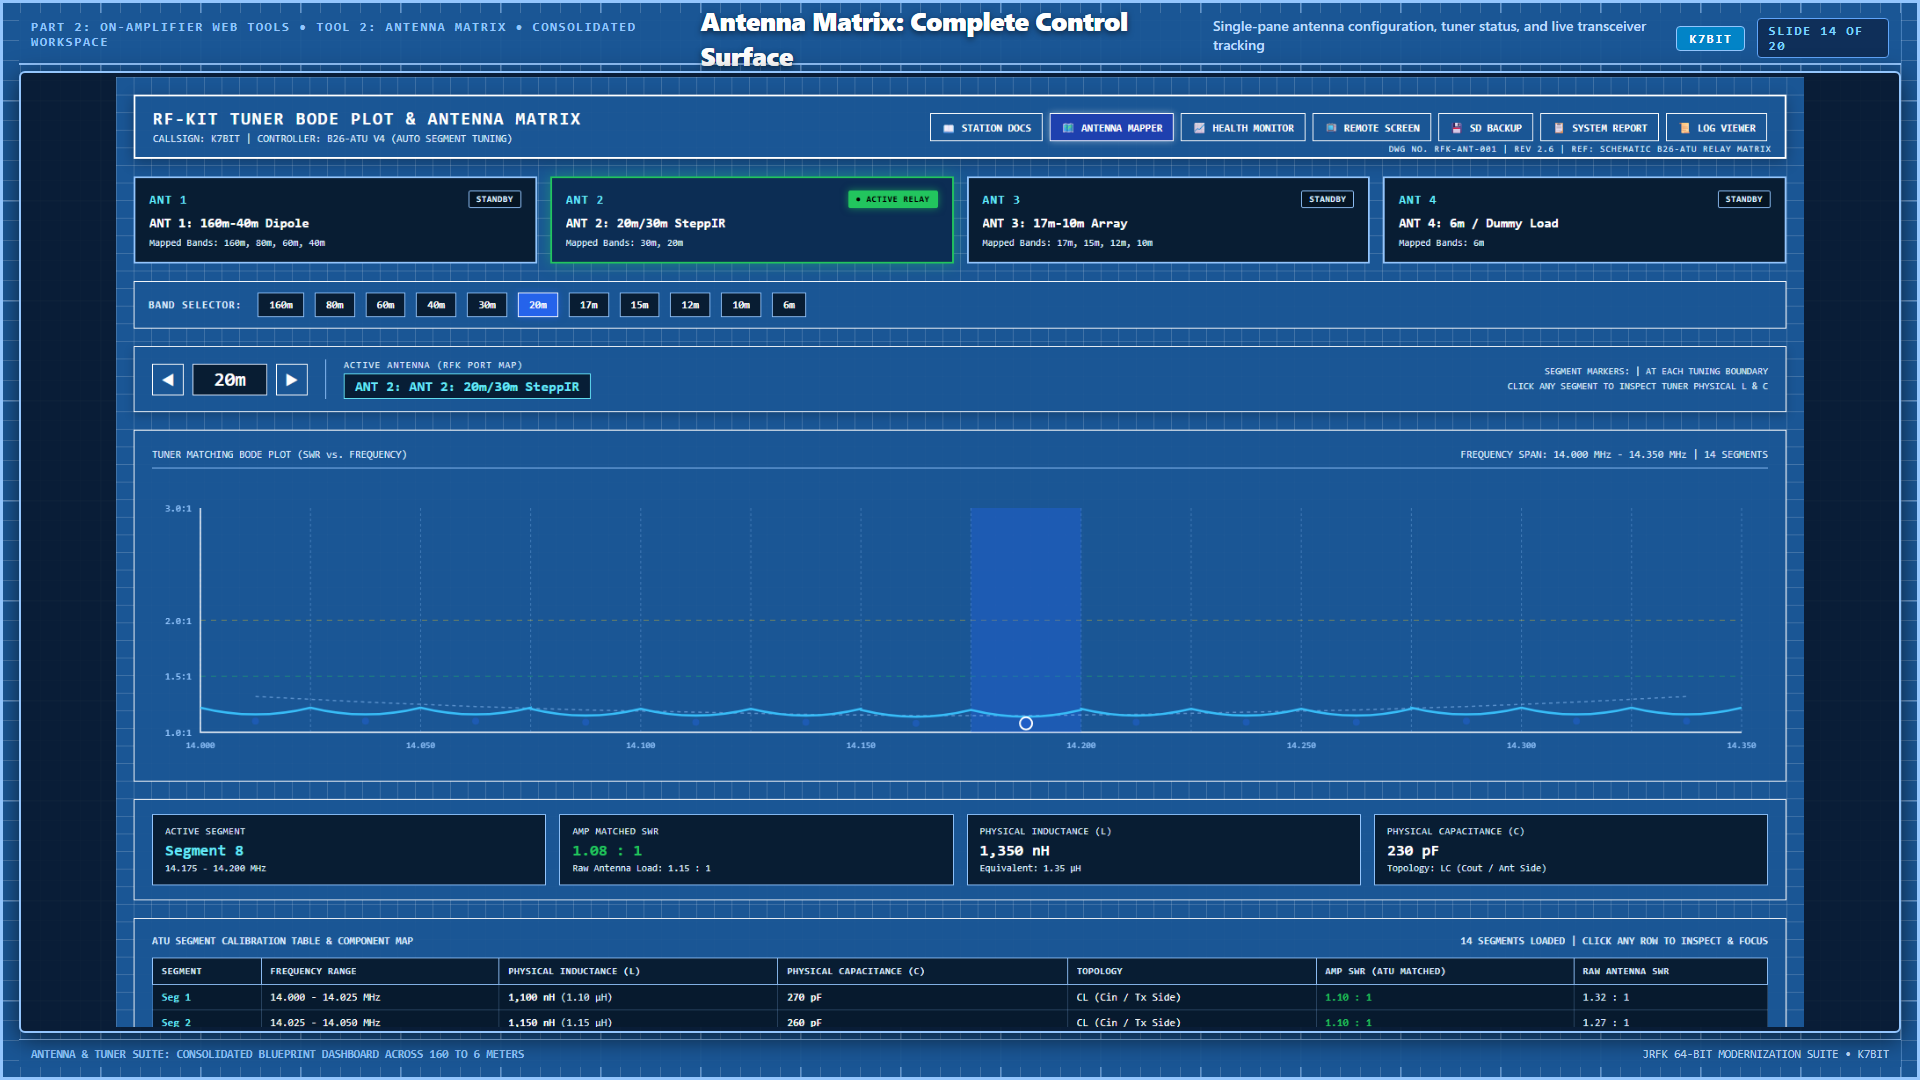 PART 2: ON-AMPLIFIER WEB TOOLS • TOOL 2: ANTENNA MATRIX • CONSOLIDATED
WORKSPACE
Antenna Matrix: Complete Control
Surface
Single-pane antenna configuration, tuner status, and live transceiver
tracking
K7BIT
SLIDE 14 OF
20
RF-KIT TUNER BODE PLOT & ANTENNA MATRIX
CALLSIGN: K7BIT | CONTROLLER: B26-ATU V4 (AUTO SEGMENT TUNING)
STATION DOCS
ANTENNA MAPPER
HEALTH MONITOR
REMOTE SCREEN
SD BACKUP
SYSTEM REPORT
LOG VIEWER
DWG NO. RFK-ANT-001 | REV 2.6 | REF: SCHEMATIC B26-ATU RELAY MATRIX
ANT 1
STANDBY
ANT 1: 160m-40m Dipole
Mapped Bands: 160m, 80m, 60m, 40m
ANT 2
● ACTIVE RELAY
ANT 2: 20m/30m SteppIR
Mapped Bands: 30m, 20m
ANT 3
STANDBY
ANT 3: 17m-10m Array
Mapped Bands: 17m, 15m, 12m, 10m
ANT 4
STANDBY
ANT 4: 6m / Dummy Load
Mapped Bands: 6m
BAND SELECTOR: 160m 80m 60m 40m 30m 20m 17m 15m 12m 10m 6m
◀ 20m ▶
ACTIVE ANTENNA (RFK PORT MAP)
ANT 2: ANT 2: 20m/30m SteppIR
SEGMENT MARKERS: | AT EACH TUNING BOUNDARY
CLICK ANY SEGMENT TO INSPECT TUNER PHYSICAL L & C
TUNER MATCHING BODE PLOT (SWR vs. FREQUENCY)
FREQUENCY SPAN: 14.000 MHz - 14.350 MHz | 14 SEGMENTS
3.0:1
2.0:1
1.5:1
1.0:1
14.000 14.050 14.100 14.150 14.200 14.250 14.300 14.350
ACTIVE SEGMENT
Segment 8
14.175 - 14.200 MHz
AMP MATCHED SWR
1.08 : 1
Raw Antenna Load: 1.15 : 1
PHYSICAL INDUCTANCE (L)
1,350 nH
Equivalent: 1.35 µH
PHYSICAL CAPACITANCE (C)
230 pF
Topology: LC (Cout / Ant Side)
ATU SEGMENT CALIBRATION TABLE & COMPONENT MAP
14 SEGMENTS LOADED | CLICK ANY ROW TO INSPECT & FOCUS
SEGMENT FREQUENCY RANGE PHYSICAL INDUCTANCE (L) PHYSICAL CAPACITANCE (C) TOPOLOGY AMP SWR (ATU MATCHED) RAW ANTENNA SWR
Seg 1 14.000 - 14.025 MHz 1,100 nH (1.10 µH) 270 pF CL (Cin / Tx Side) 1.10 : 1 1.32 : 1
Seg 2 14.025 - 14.050 MHz 1,150 nH (1.15 µH) 260 pF CL (Cin / Tx Side) 1.10 : 1 1.27 : 1
ANTENNA & TUNER SUITE: CONSOLIDATED BLUEPRINT DASHBOARD ACROSS 160 TO 6 METERS
JRFK 64-BIT MODERNIZATION SUITE • K7BIT